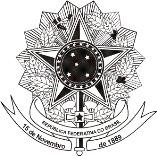 REPÚBLICA FEDERATIVA DO BRASIL
15 de Novembro
de 1889